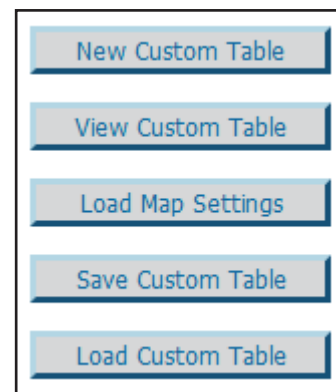 New Custom Table
View Custom Table
Load Map Settings
Save Custom Table
Load Custom Table